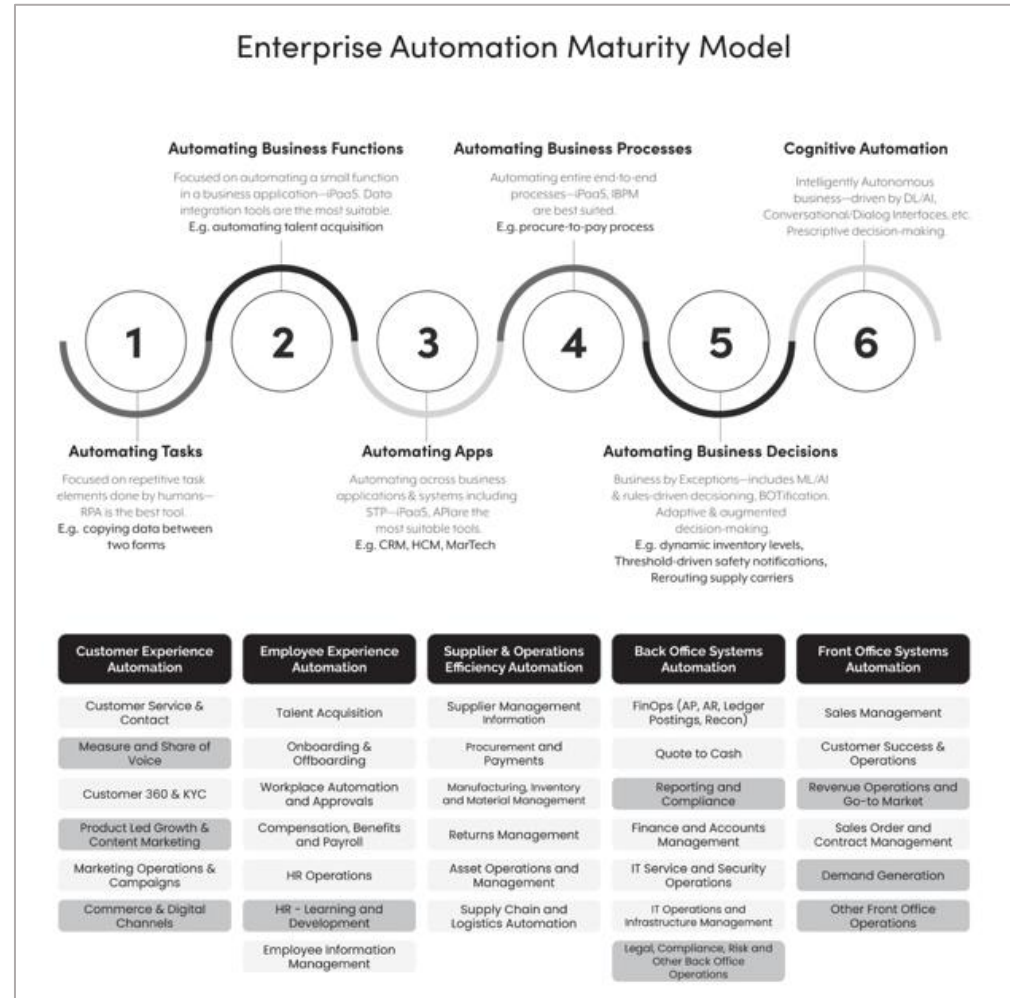 Enterprise Automation Maturity Model
Automating Business Functions
Focused on automating a small function
in a business application—iPaaS. Data
integration tools are the most suitable.
E.g. automating talent acquisition
Automating Business Processes
Automating entire end-to-end
processes—iPaaS, IBPM
are best suited.
E.g. procure-to-pay process
Cognitive Automation
Intelligently Autonomous
business—driven by DL/AI,
Conversational/Dialog Interfaces, etc.
Prescriptive decision-making.
1
2
3
4
5
6
Automating Tasks
Focused on repetitive task
elements done by humans—
RPA is the best tool.
E.g. copying data between
two forms
Automating Apps
Automating across business
applications & systems including
STP—iPaaS, APIare the
most suitable tools.
E.g. CRM, HCM, MarTech
Automating Business Decisions
Business by Exceptions—includes ML/AI
& rules-driven decisioning, BOTification.
Adaptive & augmented
decision-making.
E.g. dynamic inventory levels,
Threshold-driven safety notifications,
Rerouting supply carriers
Customer Experience
Automation
Customer Service &
Contact
Measure and Share of
Voice
Customer 360 & KYC
Product Led Growth &
Content Marketing
Marketing Operations &
Campaigns
Commerce & Digital
Channels
Employee Experience
Automation
Talent Acquisition
Onboarding &
Offboarding
Workplace Automation
and Approvals
Compensation, Benefits
and Payroll
HR Operations
HR - Learning and
Development
Employee Information
Management
Supplier & Operations
Efficiency Automation
Supplier Management
Information
Procurement and
Payments
Manufacturing, Inventory
and Material Management
Returns Management
Asset Operations and
Management
Supply Chain and
Logistics Automation
Back Office Systems
Automation
FinOps (AP, AR, Ledger
Postings, Recon)
Quote to Cash
Reporting and
Compliance
Finance and Accounts
Management
IT Service and Security
Operations
IT Operations and
Infrastructure Management
Legal, Compliance, Risk and
Other Back Office
Operations
Front Office Systems
Automation
Sales Management
Customer Success &
Operations
Revenue Operations and
Go-to Market
Sales Order and
Contract Management
Demand Generation
Other Front Office
Operations